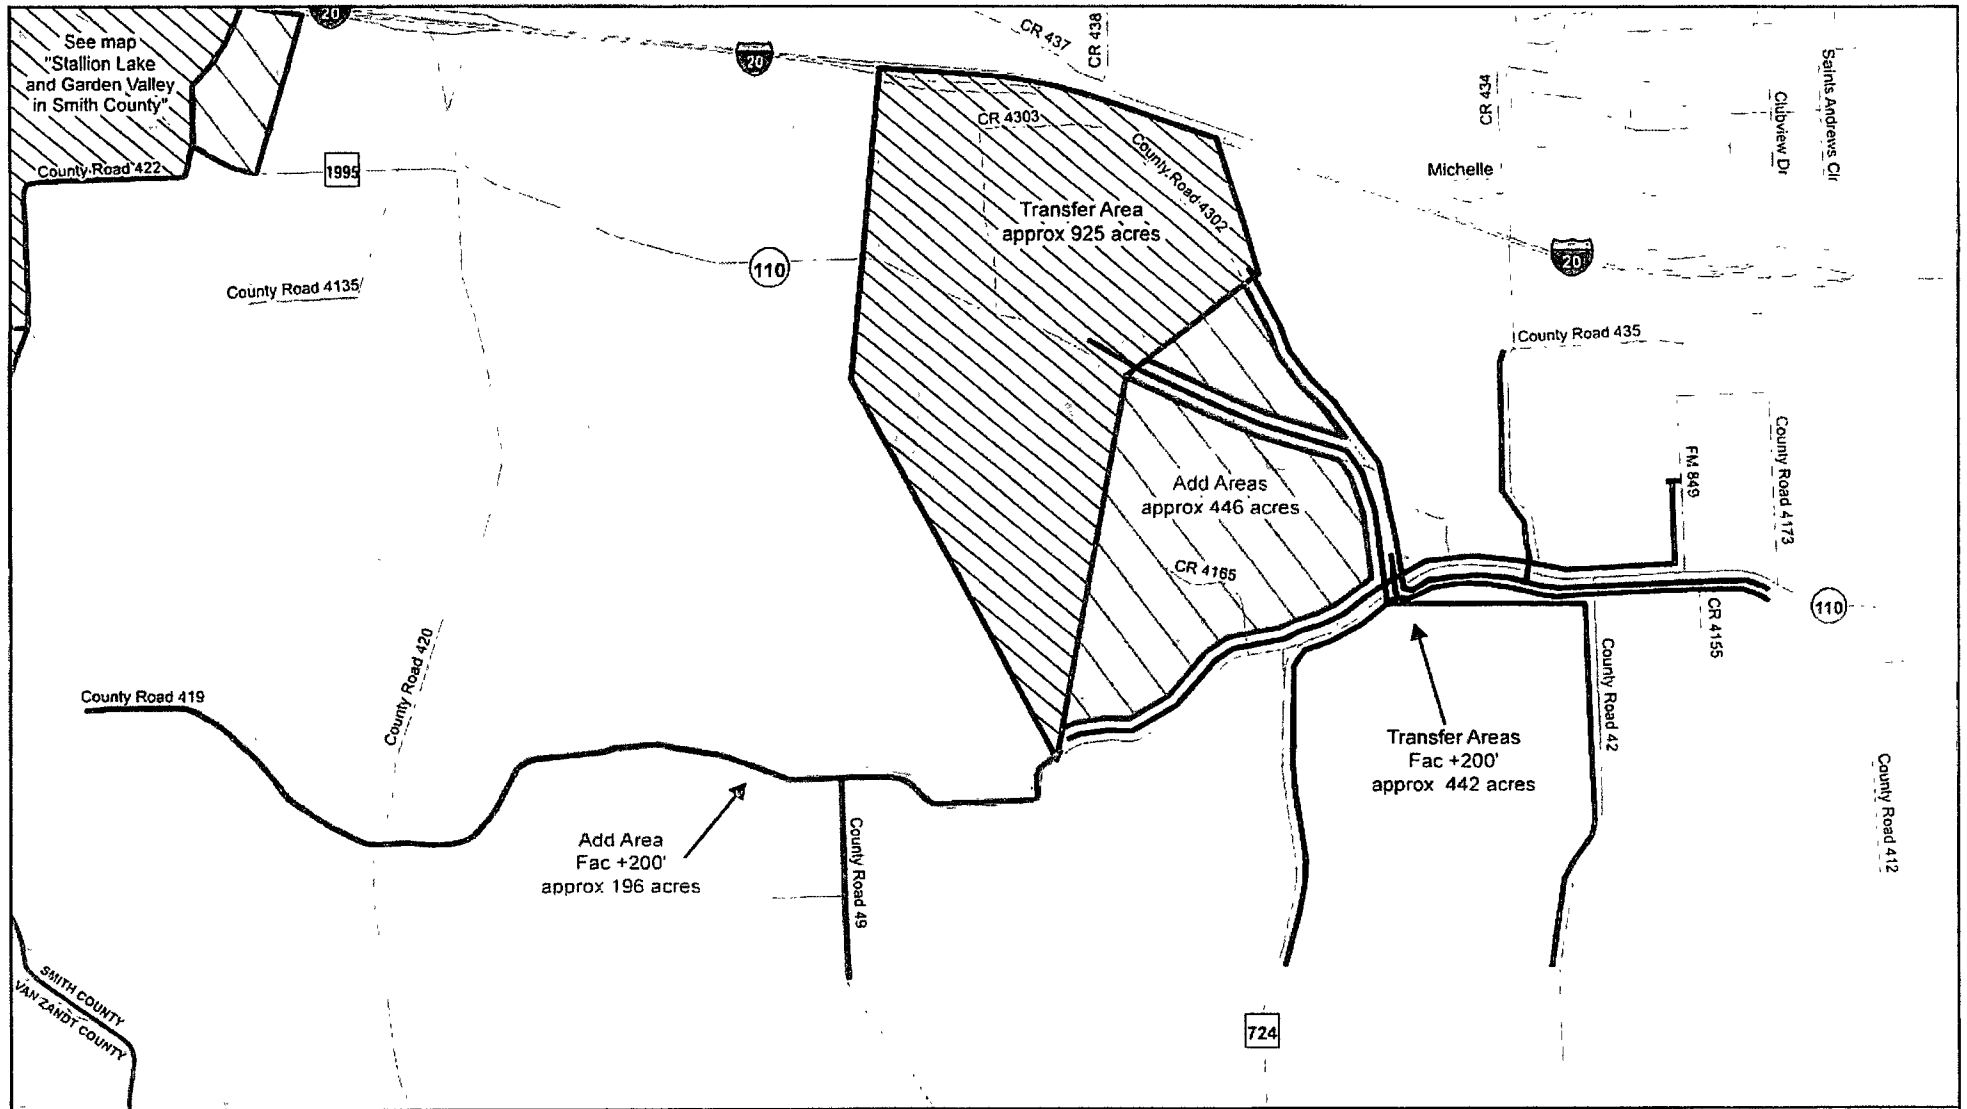 20
See map
"Stallion Lake
and Garden Valley
in Smith County"
20
CR 437
CR 438
CR 434
Saints Andrews Clr
Clubview Dr
CR 4303
County Road 4302
Michelle
County Road 422
1995
Transfer Area
approx 925 acres
110
20
County Road 4135
County Road 435
FM 849
County Road 4173
Add Areas
approx 446 acres
CR 4165
110
CR 4155
County Road 420
County Road 42
County Road 419
Transfer Areas
Fac +200'
approx 442 acres
County Road 412
Add Area
Fac +200'
approx 196 acres
County Road 49
SMITH COUNTY
VAN ZANDT COUNTY
724